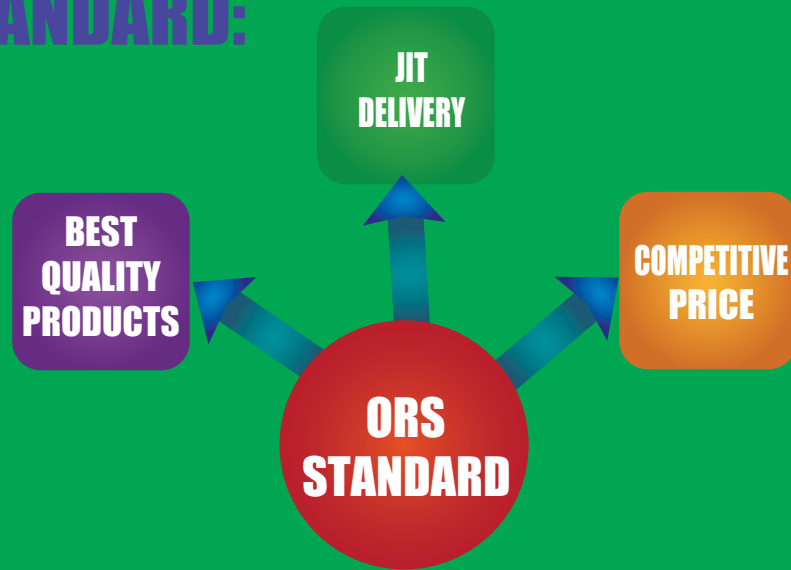 ANDARD:
JIT
DELIVERY
BEST
QUALITY
PRODUCTS
COMPETITIVE
PRICE
ORS
STANDARD